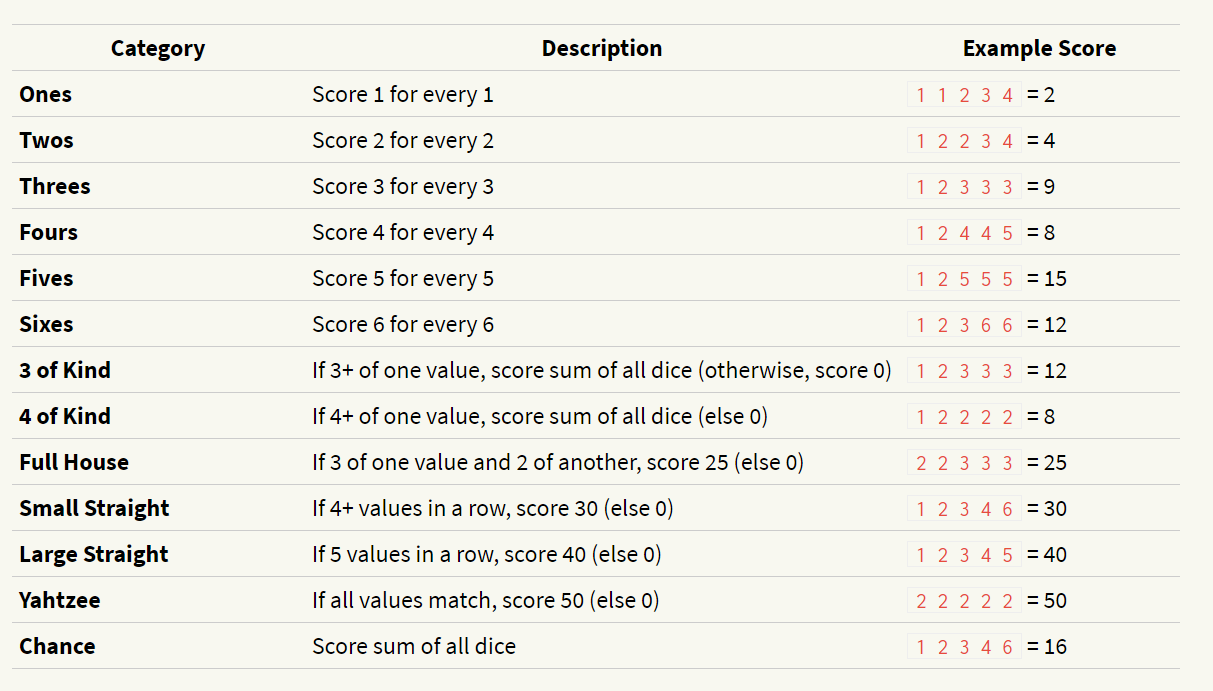 Category Description Example Score
Ones Score 1 for every 1 1 1 2 3 4 = 2
Twos Score 2 for every 2 1 2 2 3 4 = 4
Threes Score 3 for every 3 1 2 3 3 3 = 9
Fours Score 4 for every 4 1 2 4 4 5 = 8
Fives Score 5 for every 5 1 2 5 5 5 = 15
Sixes Score 6 for every 6 1 2 3 6 6 = 12
3 of Kind If 3+ of one value, score sum of all dice (otherwise, score 0) 1 2 3 3 3 = 12
4 of Kind If 4+ of one value, score sum of all dice (else 0) 1 2 2 2 2 = 8
Full House If 3 of one value and 2 of another, score 25 (else 0) 2 2 3 3 3 = 25
Small Straight If 4+ values in a row, score 30 (else 0) 1 2 3 4 6 = 30
Large Straight If 5 values in a row, score 40 (else 0) 1 2 3 4 5 = 40
Yahtzee If all values match, score 50 (else 0) 2 2 2 2 2 = 50
Chance Score sum of all dice 1 2 3 4 6 = 16